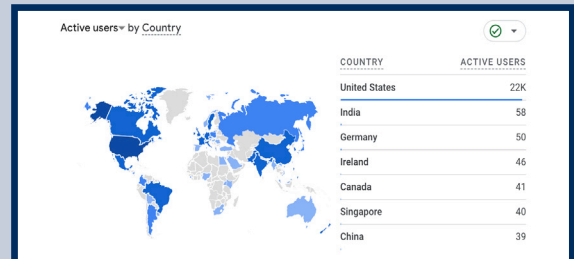 Active users by Country
COUNTRY ACTIVE USERS
United States 22K
India 58
Germany 50
Ireland 46
Canada 41
Singapore 40
China 39